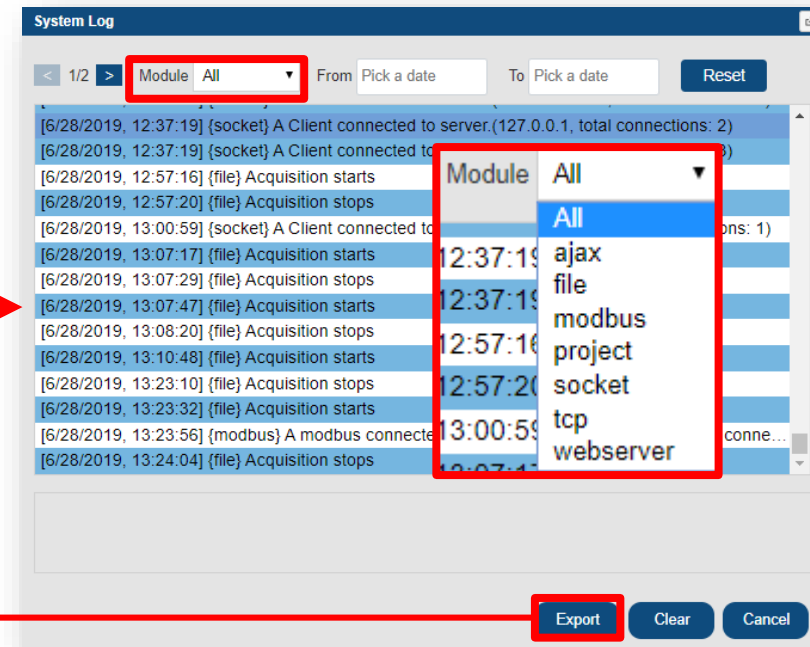 System Log
< 1/2 > Module All From Pick a date To Pick a date Reset
[6/28/2019, 12:37:19] {socket} A Client connected to server.(127.0.0.1, total connections: 2)
[6/28/2019, 12:37:19] {socket} A Client connected to 3)
[6/28/2019, 12:57:16] {file} Acquisition starts
[6/28/2019, 12:57:20] {file} Acquisition stops
[6/28/2019, 13:00:59] {socket} A Client connected to ons: 1)
[6/28/2019, 13:07:17] {file} Acquisition starts
[6/28/2019, 13:07:29] {file} Acquisition stops
[6/28/2019, 13:07:47] {file} Acquisition starts
[6/28/2019, 13:08:20] {file} Acquisition stops
[6/28/2019, 13:10:48] {file} Acquisition starts
[6/28/2019, 13:23:10] {file} Acquisition stops
[6/28/2019, 13:23:32] {file} Acquisition starts
[6/28/2019, 13:23:56] {modbus} A modbus connecte conne...
[6/28/2019, 13:24:04] {file} Acquisition stops
Module All
All
ajax
file
modbus
project
socket
tcp
webserver
12:37:19
12:37:19
12:57:16
12:57:20
13:00:59
Export Clear Cancel